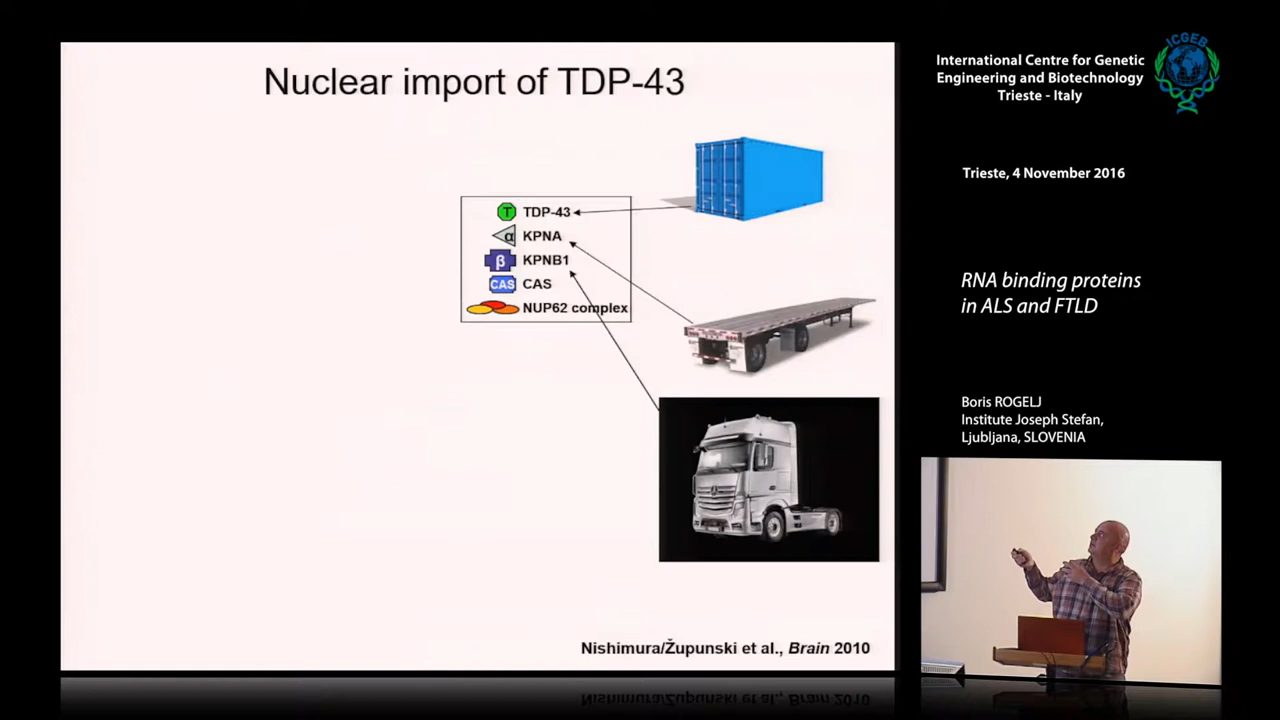 Nuclear import of TDP-43
T TDP-43
α KPNA
β KPNB1
CAS CAS
NUP62 complex
Nishimura/Župunski et al., Brain 2010
ICGEB
International Centre for Genetic
Engineering and Biotechnology
Trieste - Italy
Trieste, 4 November 2016
RNA binding proteins
in ALS and FTLD
Boris ROGELJ
Institute Joseph Stefan,
Ljubljana, SLOVENIA